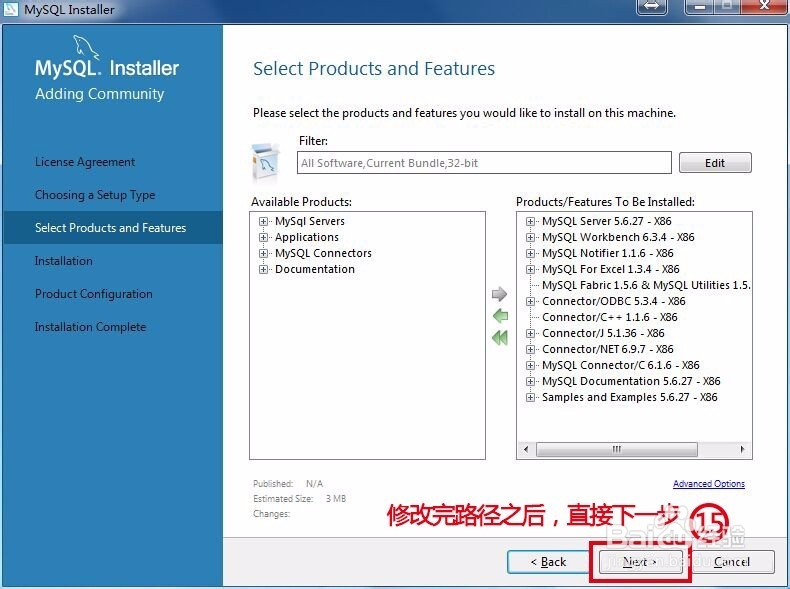 MySQL Installer
MySQL. Installer
Adding Community
License Agreement
Choosing a Setup Type
Select Products and Features
Installation
Product Configuration
Installation Complete
Select Products and Features
Please select the products and features you would like to install on this machine.
Filter:
All Software,Current Bundle,32-bit
Edit
Available Products:
MySql Servers
Applications
MySQL Connectors
Documentation
Products/Features To Be Installed:
MySQL Server 5.6.27 - X86
MySQL Workbench 6.3.4 - X86
MySQL Notifier 1.1.6 - X86
MySQL For Excel 1.3.4 - X86
MySQL Fabric 1.5.6 & MySQL Utilities 1.5.
Connector/ODBC 5.3.4 - X86
Connector/C++ 1.1.6 - X86
Connector/J 5.1.36 - X86
Connector/NET 6.9.7 - X86
MySQL Connector/C 6.1.6 - X86
MySQL Documentation 5.6.27 - X86
Samples and Examples 5.6.27 - X86
Published: N/A
Estimated Size: 3 MB
Changes:
Advanced Options
修改完路径之后，直接下一步 15
Baidu经验
< Back
Next >
Cancel